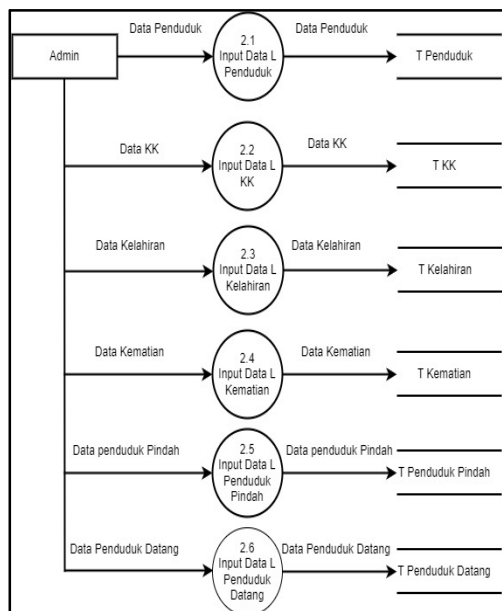 Data Penduduk
Data Penduduk
Admin
2.1
Input Data L
Penduduk
T Penduduk
Data KK
Data KK
2.2
Input Data L
KK
T KK
Data Kelahiran
Data Kelahiran
2.3
Input Data L
Kelahiran
T Kelahiran
Data Kematian
Data Kematian
2.4
Input Data L
Kematian
T Kematian
Data penduduk Pindah
Data penduduk Pindah
2.5
Input Data L
Penduduk
Pindah
T Penduduk Pindah
Data Penduduk Datang
Data Penduduk Datang
2.6
Input Data L
Penduduk
Datang
T Penduduk Datang